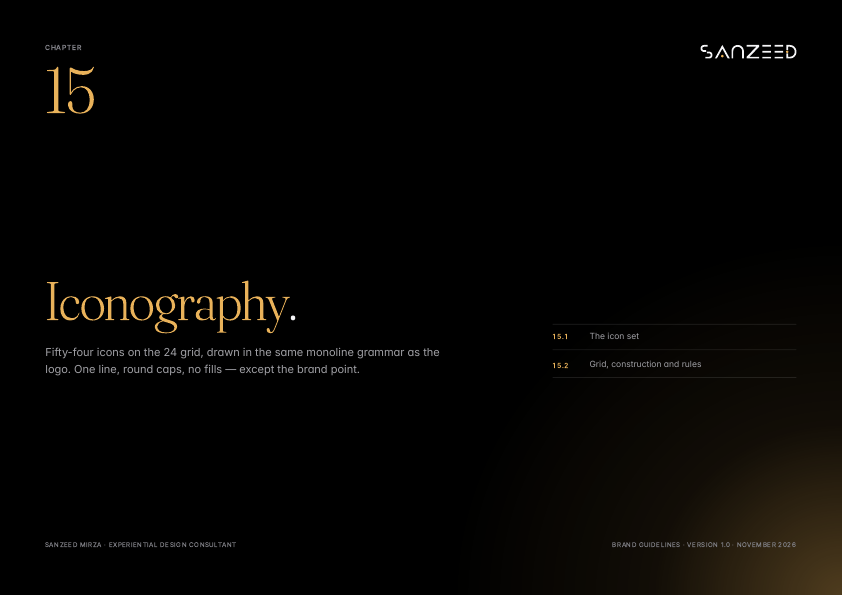 CHAPTER
SANZEED
15
Iconography.
Fifty-four icons on the 24 grid, drawn in the same monoline grammar as the
logo. One line, round caps, no fills — except the brand point.
15.1 The icon set
15.2 Grid, construction and rules
SANZEED MIRZA · EXPERIENTIAL DESIGN CONSULTANT
BRAND GUIDELINES · VERSION 1.0 · NOVEMBER 2026